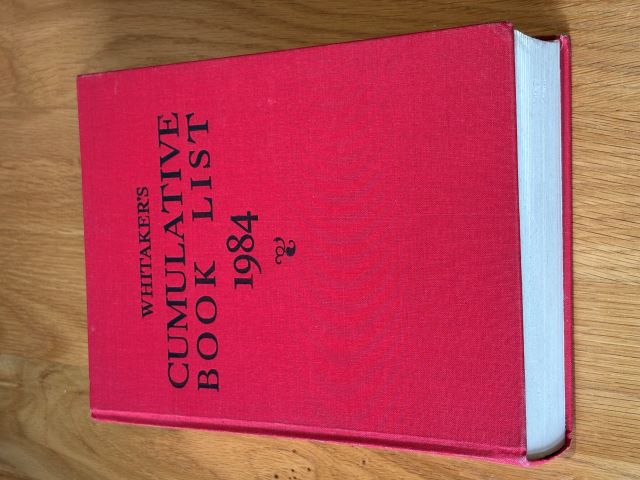 WHITAKER'S
CUMULATIVE
BOOK LIST
1984